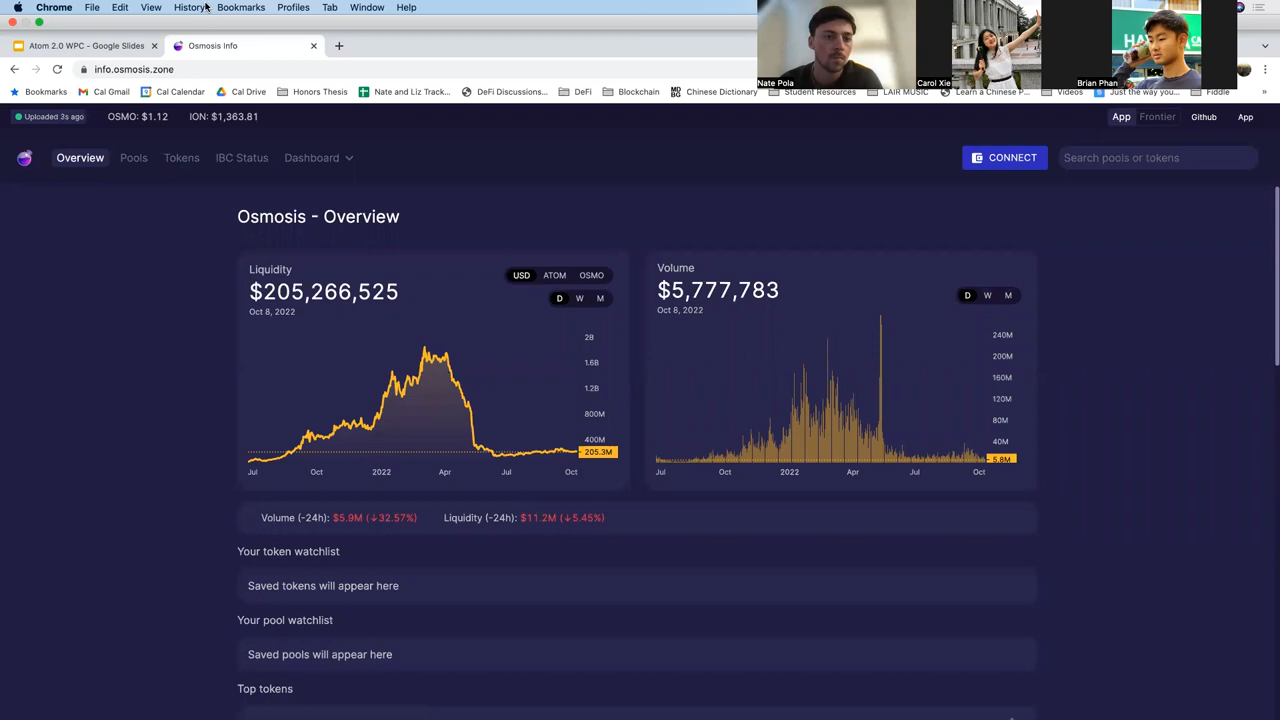 Chrome File Edit View History Bookmarks Profiles Tab Window Help
Atom 2.0 WPC - Google Slides
Osmosis Info
info.osmosis.zone
Bookmarks Cal Gmail Cal Calendar Cal Drive Honors Thesis DeFi Discussions... DeFi Blockchain Chinese Dictionary Student Resources LAIR MUSIC Learn a Chinese P... Videos Just the way you... Fiddle
Nate Pola
Carol Xie
Brian Phan
Uploaded 3s ago OSMO: $1.12 ION: $1,363.81
App Frontier Github App
Overview Pools Tokens IBC Status Dashboard
CONNECT
Search pools or tokens
Osmosis - Overview
Liquidity
USD ATOM OSMO
$205,266,525
D W M
Oct 8, 2022
2B
1.6B
1.2B
800M
400M
205.3M
Jul Oct 2022 Apr Jul Oct
Volume
$5,777,783
D W M
Oct 8, 2022
240M
200M
160M
120M
80M
40M
5.8M
Jul Oct 2022 Apr Jul Oct
Volume (-24h): $5.9M (↓32.57%) Liquidity (-24h): $11.2M (↓5.45%)
Your token watchlist
Saved tokens will appear here
Your pool watchlist
Saved pools will appear here
Top tokens